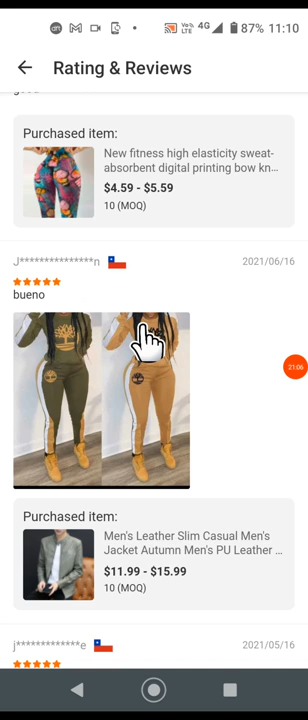 87% 11:10
Vo) LTE 4G
Rating & Reviews
Purchased item:
New fitness high elasticity sweat-
absorbent digital printing bow kn...
$4.59 - $5.59
10 (MOQ)
J***************n 2021/06/16
bueno
21:06
Purchased item:
Men's Leather Slim Casual Men's
Jacket Autumn Men's PU Leather ...
$11.99 - $15.99
10 (MOQ)
j*************e 2021/05/16